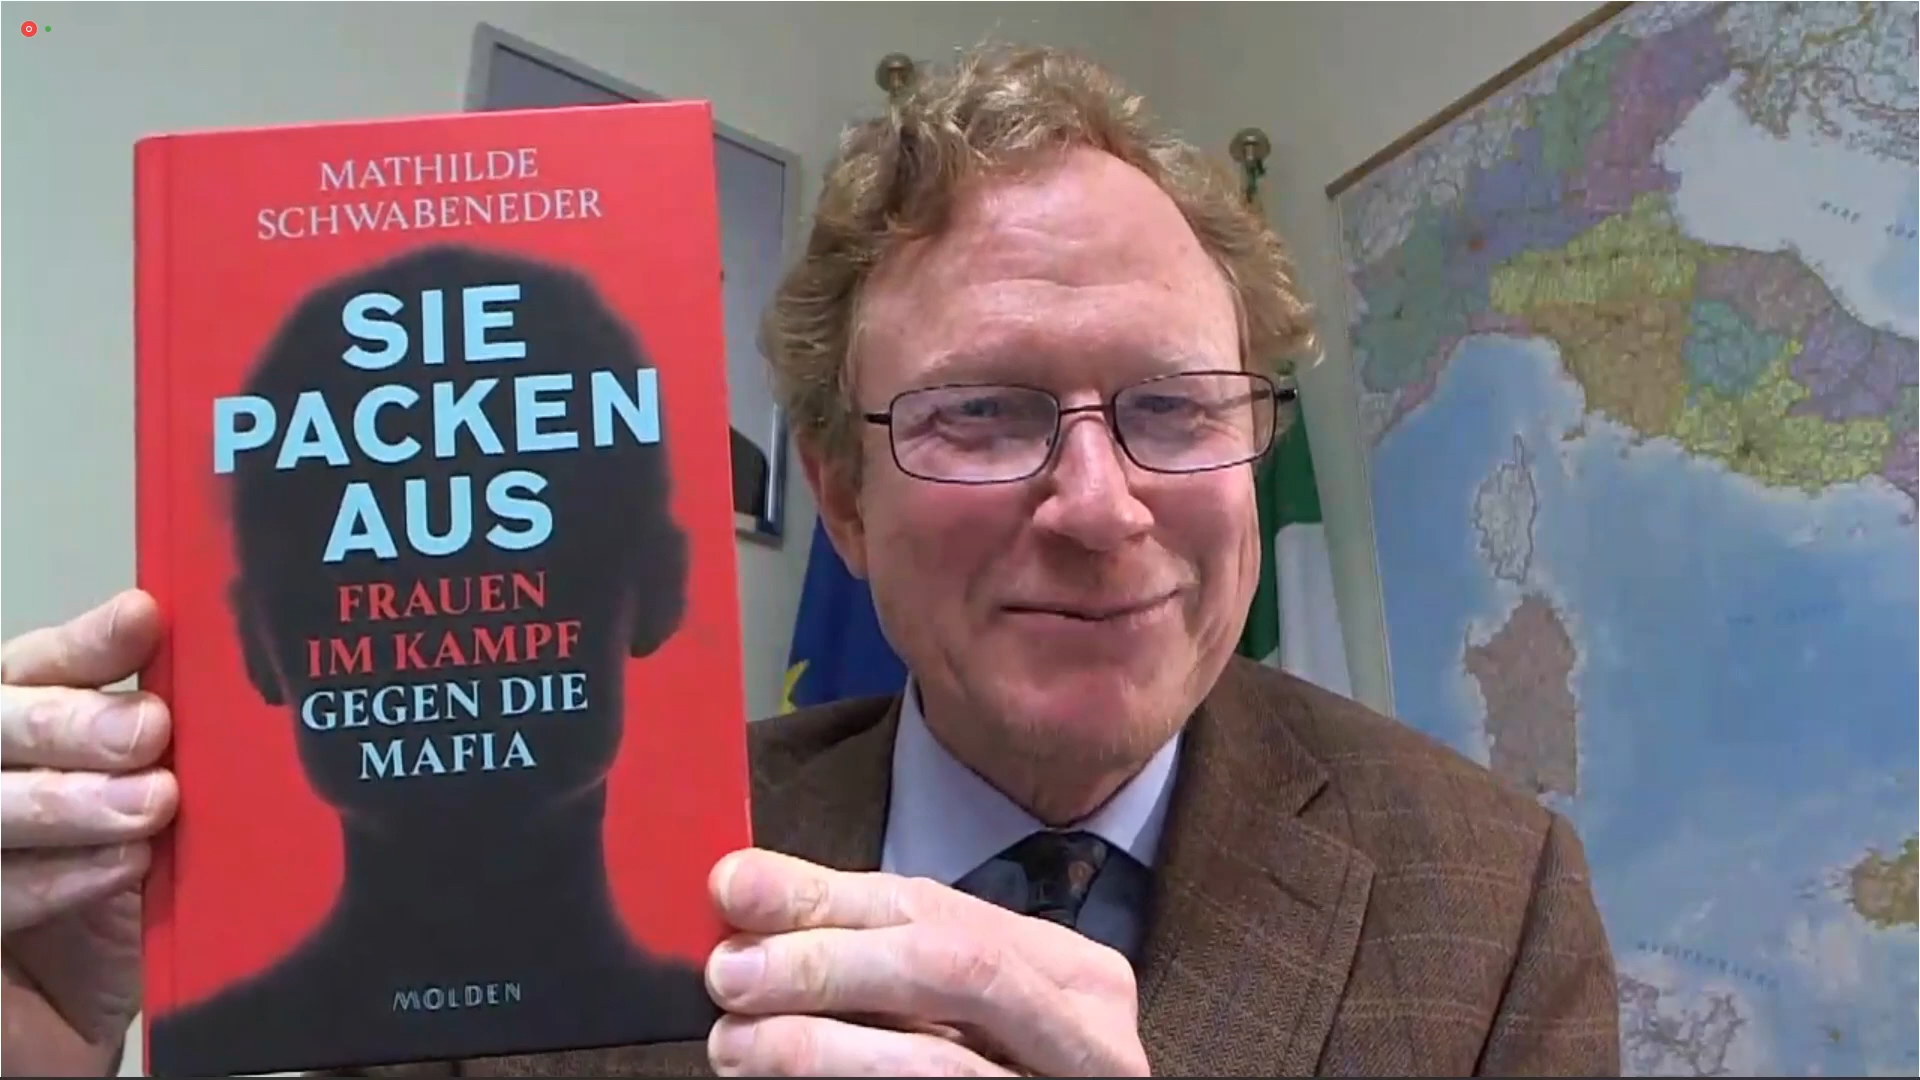 MATHILDE
SCHWABENEDER
SIE
PACKEN
AUS
FRAUEN
IM KAMPF
GEGEN DIE
MAFIA
MOLDEN